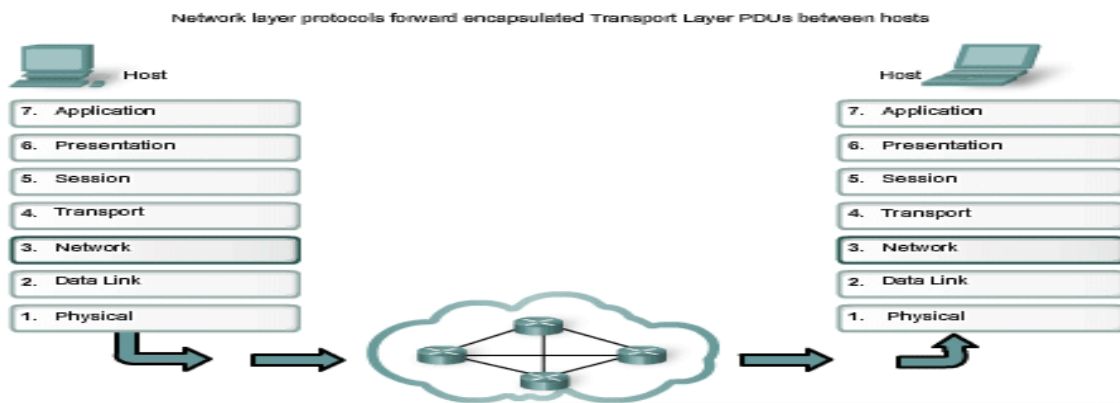 Network layer protocols forward encapsulated Transport Layer PDUs between hosts
Host
7. Application
6. Presentation
5. Session
4. Transport
3. Network
2. Data Link
1. Physical
Host
7. Application
6. Presentation
5. Session
4. Transport
3. Network
2. Data Link
1. Physical